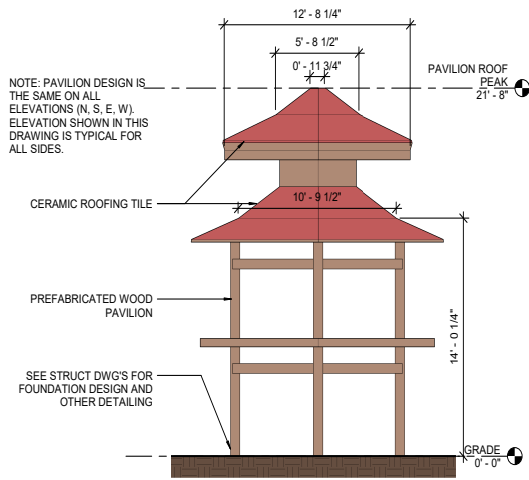 12' - 8 1/4"
5' - 8 1/2"
0' - 11 3/4"
NOTE: PAVILION DESIGN IS
THE SAME ON ALL
ELEVATIONS (N, S, E, W).
ELEVATION SHOWN IN THIS
DRAWING IS TYPICAL FOR
ALL SIDES.
PAVILION ROOF
PEAK
21' - 8"
CERAMIC ROOFING TILE
10' - 9 1/2"
PREFABRICATED WOOD
PAVILION
14' - 0 1/4"
SEE STRUCT DWG'S FOR
FOUNDATION DESIGN AND
OTHER DETAILING
GRADE
0' - 0"